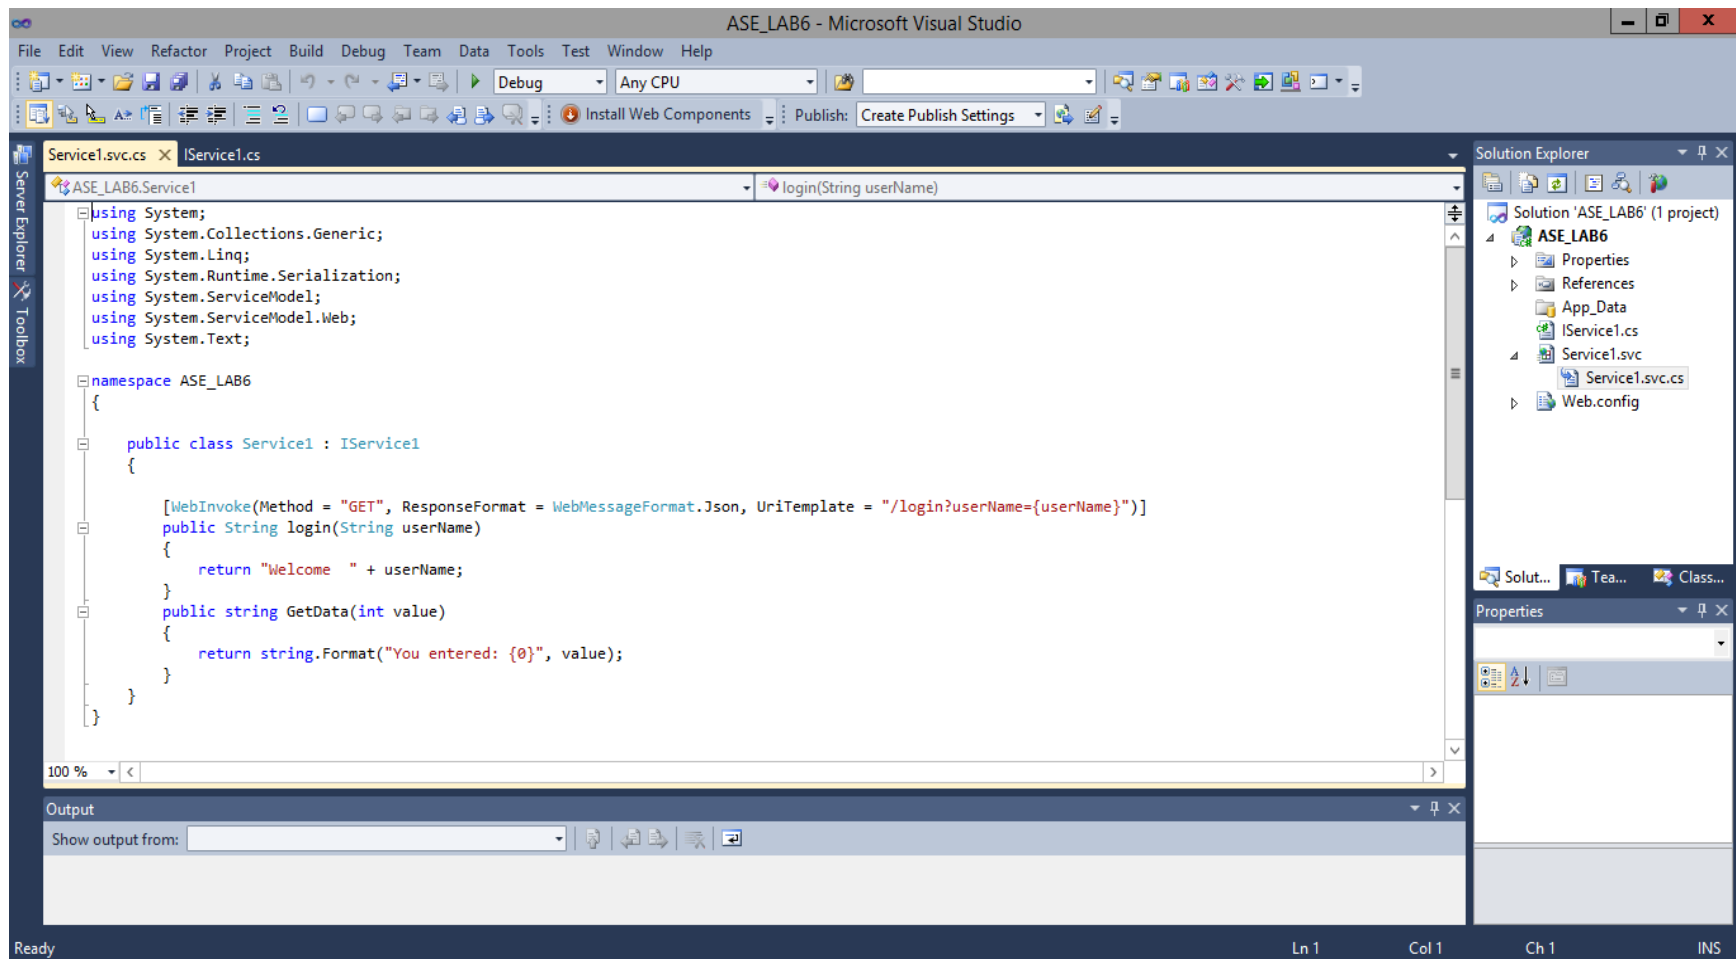 ASE_LAB6 - Microsoft Visual Studio
File Edit View Refactor Project Build Debug Team Data Tools Test Window Help
Debug Any CPU
Install Web Components Publish: Create Publish Settings
Server Explorer
Toolbox
Service1.svc.cs IService1.cs
ASE_LAB6.Service1 login(String userName)
using System;
using System.Collections.Generic;
using System.Linq;
using System.Runtime.Serialization;
using System.ServiceModel;
using System.ServiceModel.Web;
using System.Text;
namespace ASE_LAB6
{
public class Service1 : IService1
{
[WebInvoke(Method = "GET", ResponseFormat = WebMessageFormat.Json, UriTemplate = "/login?userName={userName}")]
public String login(String userName)
{
return "Welcome  " + userName;
}
public string GetData(int value)
{
return string.Format("You entered: {0}", value);
}
}
}
100 %
Output
Show output from:
Solution Explorer
Solution 'ASE_LAB6' (1 project)
ASE_LAB6
Properties
References
App_Data
IService1.cs
Service1.svc
Service1.svc.cs
Web.config
Solut... Tea... Class...
Properties
Ready Ln 1 Col 1 Ch 1 INS